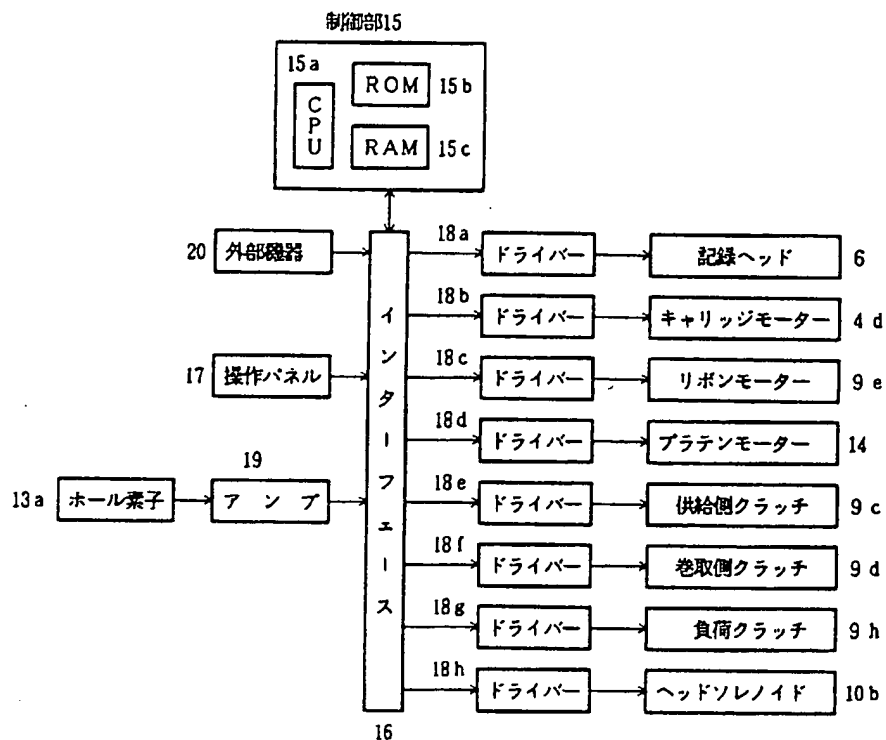 制御部15
15a
CPU
ROM
15b
RAM
15c
20
外部機器
18a
ドライバー
記録ヘッド
6
18b
ドライバー
キャリッジモーター
4d
17
操作パネル
18c
ドライバー
リボンモーター
9e
18d
ドライバー
プラテンモーター
14
19
13a
ホール素子
アンプ
18e
ドライバー
供給側クラッチ
9c
インターフェース
18f
ドライバー
巻取側クラッチ
9d
18g
ドライバー
負荷クラッチ
9h
18h
ドライバー
ヘッドソレノイド
10b
16